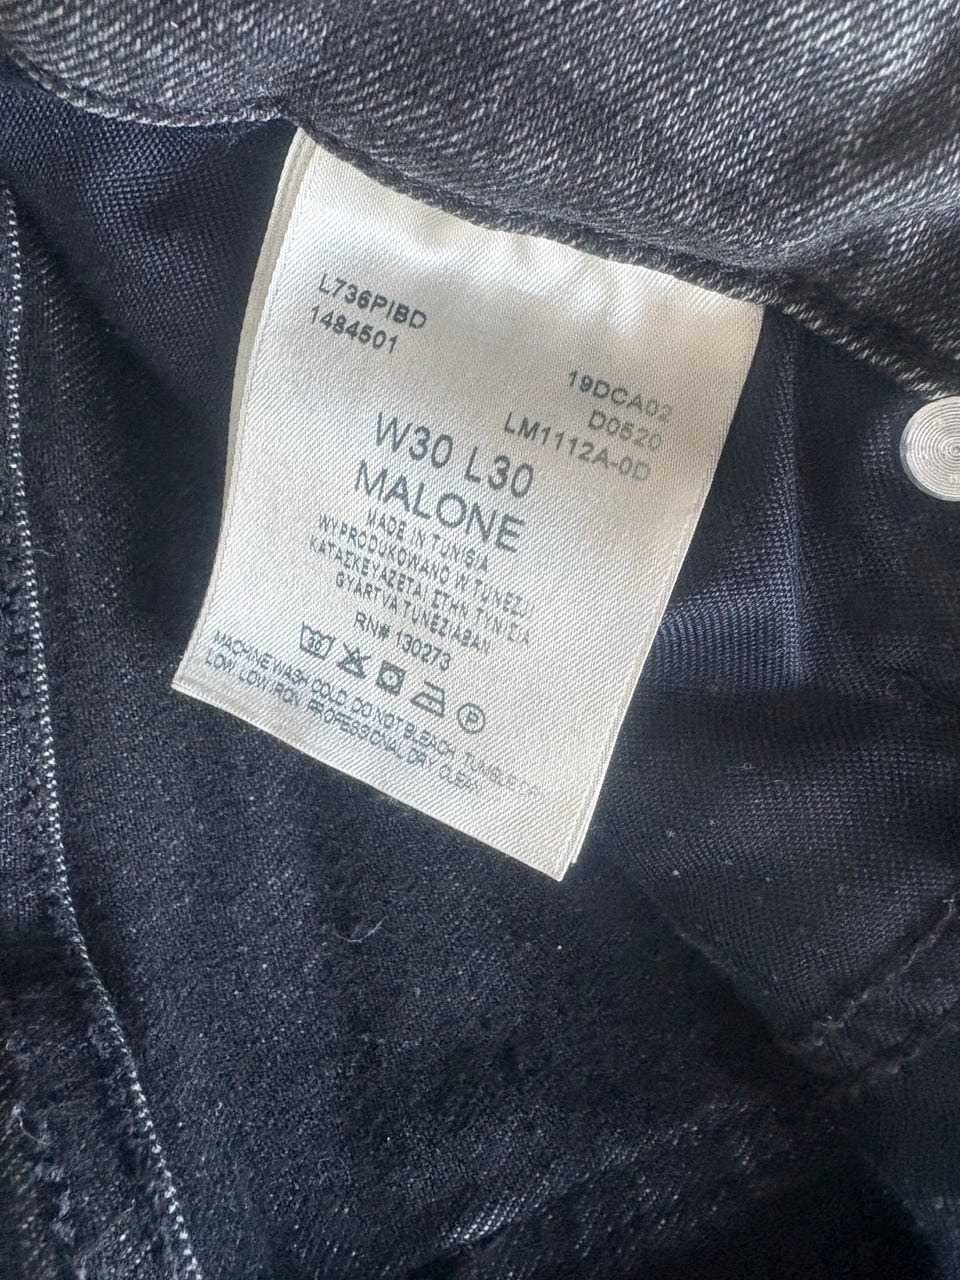 L736PIBD
1484501
19DCA02
D0520
LM1112A-0D
W30 L30
MALONE
MADE IN TUNISIA
WYPRODUKOWANO W TUNEZJI
ΚΑΤΑΣΚΕΥΑΖΕΤΑΙ ΣΤΗΝ ΤΥΝΗΣΙΑ
GYÁRTVA TUNÉZIÁBAN
RN# 130273
30
P
MACHINE WASH COLD, DO NOT BLEACH, TUMBLE DRY
LOW, LOW IRON, PROFESSIONAL DRY CLEAN